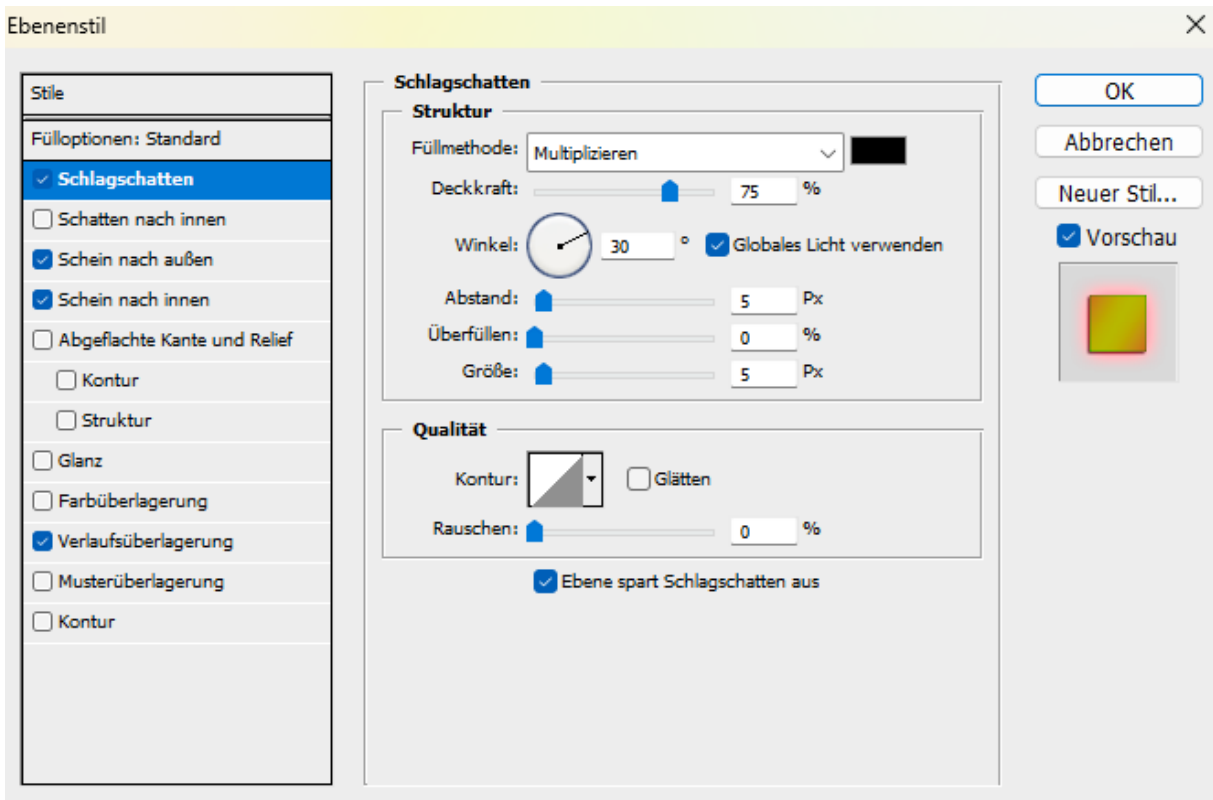 Ebenenstil
Stile
Fülloptionen: Standard
Schlagschatten
Schatten nach innen
Schein nach außen
Schein nach innen
Abgeflachte Kante und Relief
Kontur
Struktur
Glanz
Farbüberlagerung
Verlaufsüberlagerung
Musterüberlagerung
Kontur
Schlagschatten
Struktur
Füllmethode: Multiplizieren
Deckkraft: 75 %
Winkel: 30 ° Globales Licht verwenden
Abstand: 5 Px
Überfüllen: 0 %
Größe: 5 Px
Qualität
Kontur: Glätten
Rauschen: 0 %
Ebene spart Schlagschatten aus
OK
Abbrechen
Neuer Stil...
Vorschau